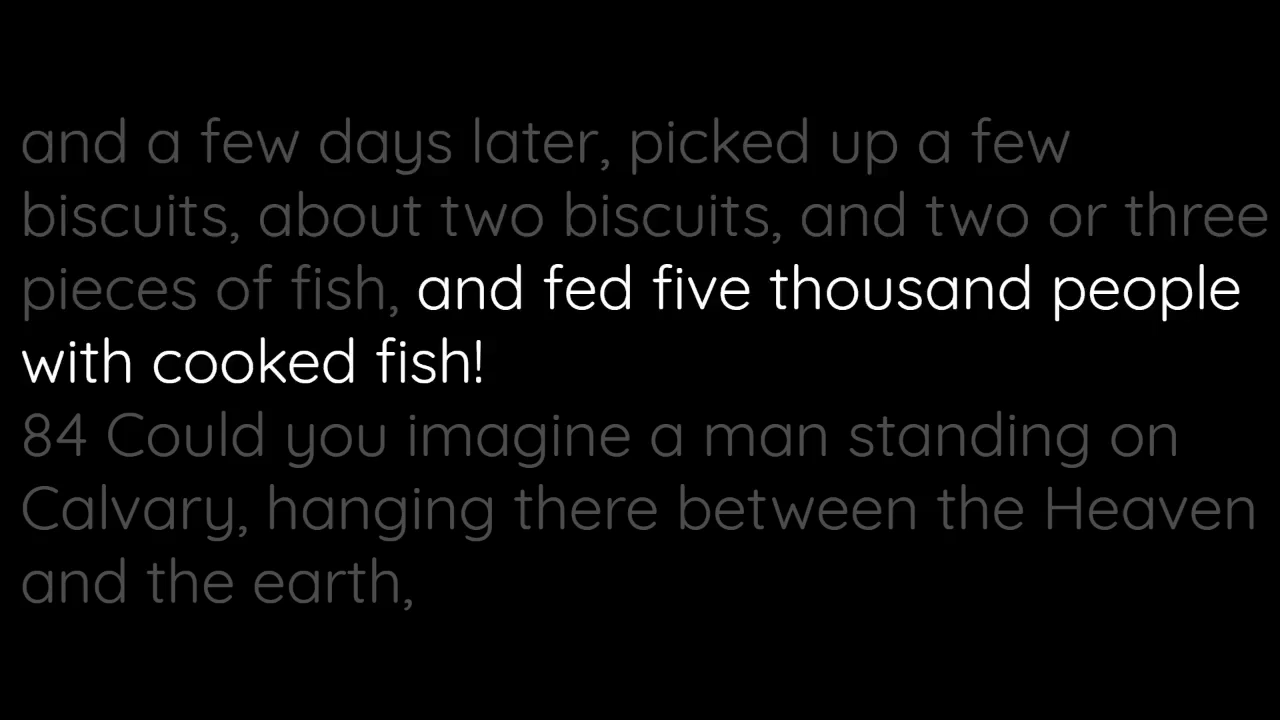 and a few days later, picked up a few
biscuits, about two biscuits, and two or three
pieces of fish, and fed five thousand people
with cooked fish!
84 Could you imagine a man standing on
Calvary, hanging there between the Heaven
and the earth,